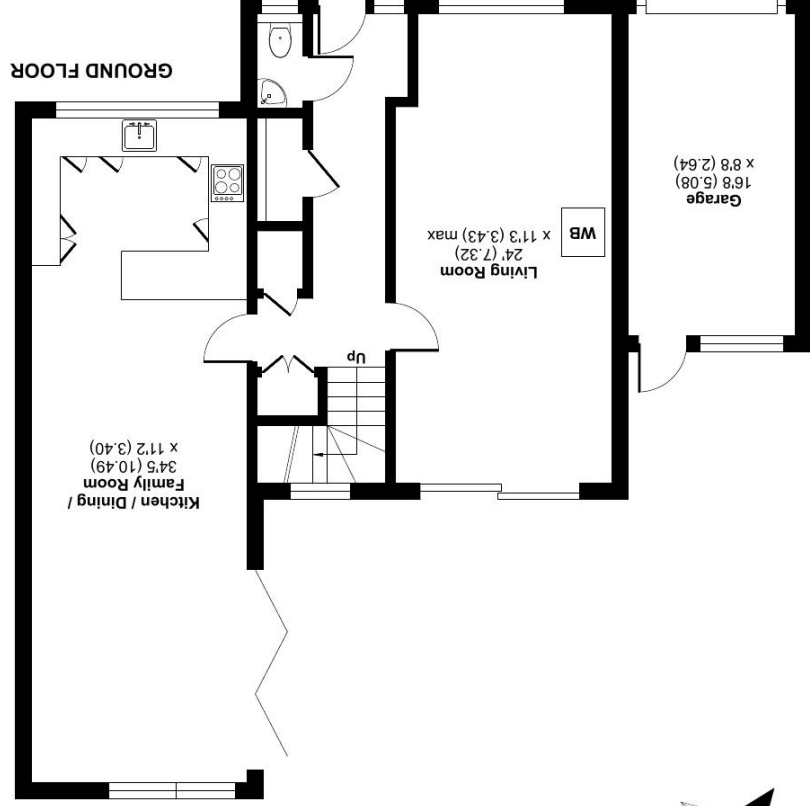 Kitchen / Dining /
Family Room
34'5 (10.49)
x 11'2 (3.40)
Up
Living Room
24' (7.32)
x 11'3 (3.43) max
WB
Garage
16'8 (5.08)
x 8'8 (2.64)
GROUND FLOOR